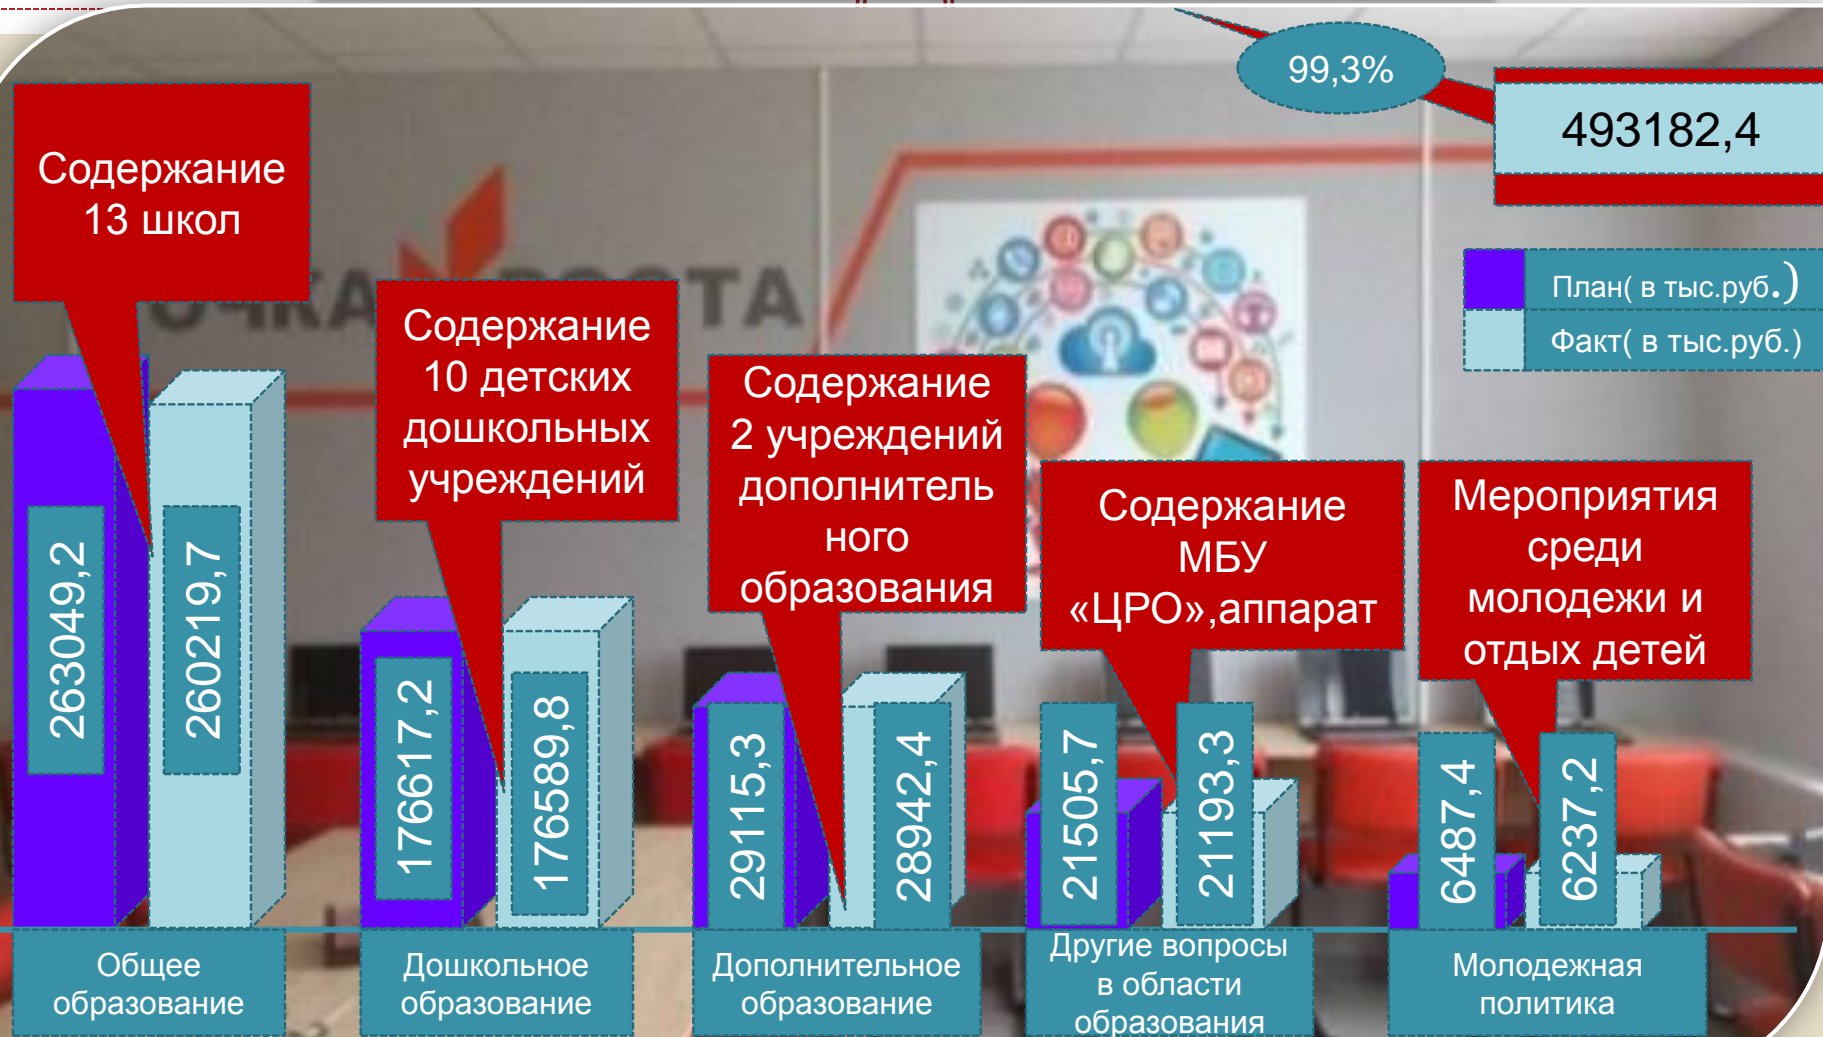 99,3%
493182,4
План( в тыс.руб.)
Факт( в тыс.руб.)
Содержание
13 школ
Содержание
10 детских
дошкольных
учреждений
Содержание
2 учреждений
дополнитель
ного
образования
Содержание
МБУ
«ЦРО»,аппарат
Мероприятия
среди
молодежи и
отдых детей
263049,2
260219,7
176617,2
176589,8
29115,3
28942,4
21505,7
21193,3
6487,4
6237,2
Общее
образование
Дошкольное
образование
Дополнительное
образование
Другие вопросы
в области
образования
Молодежная
политика